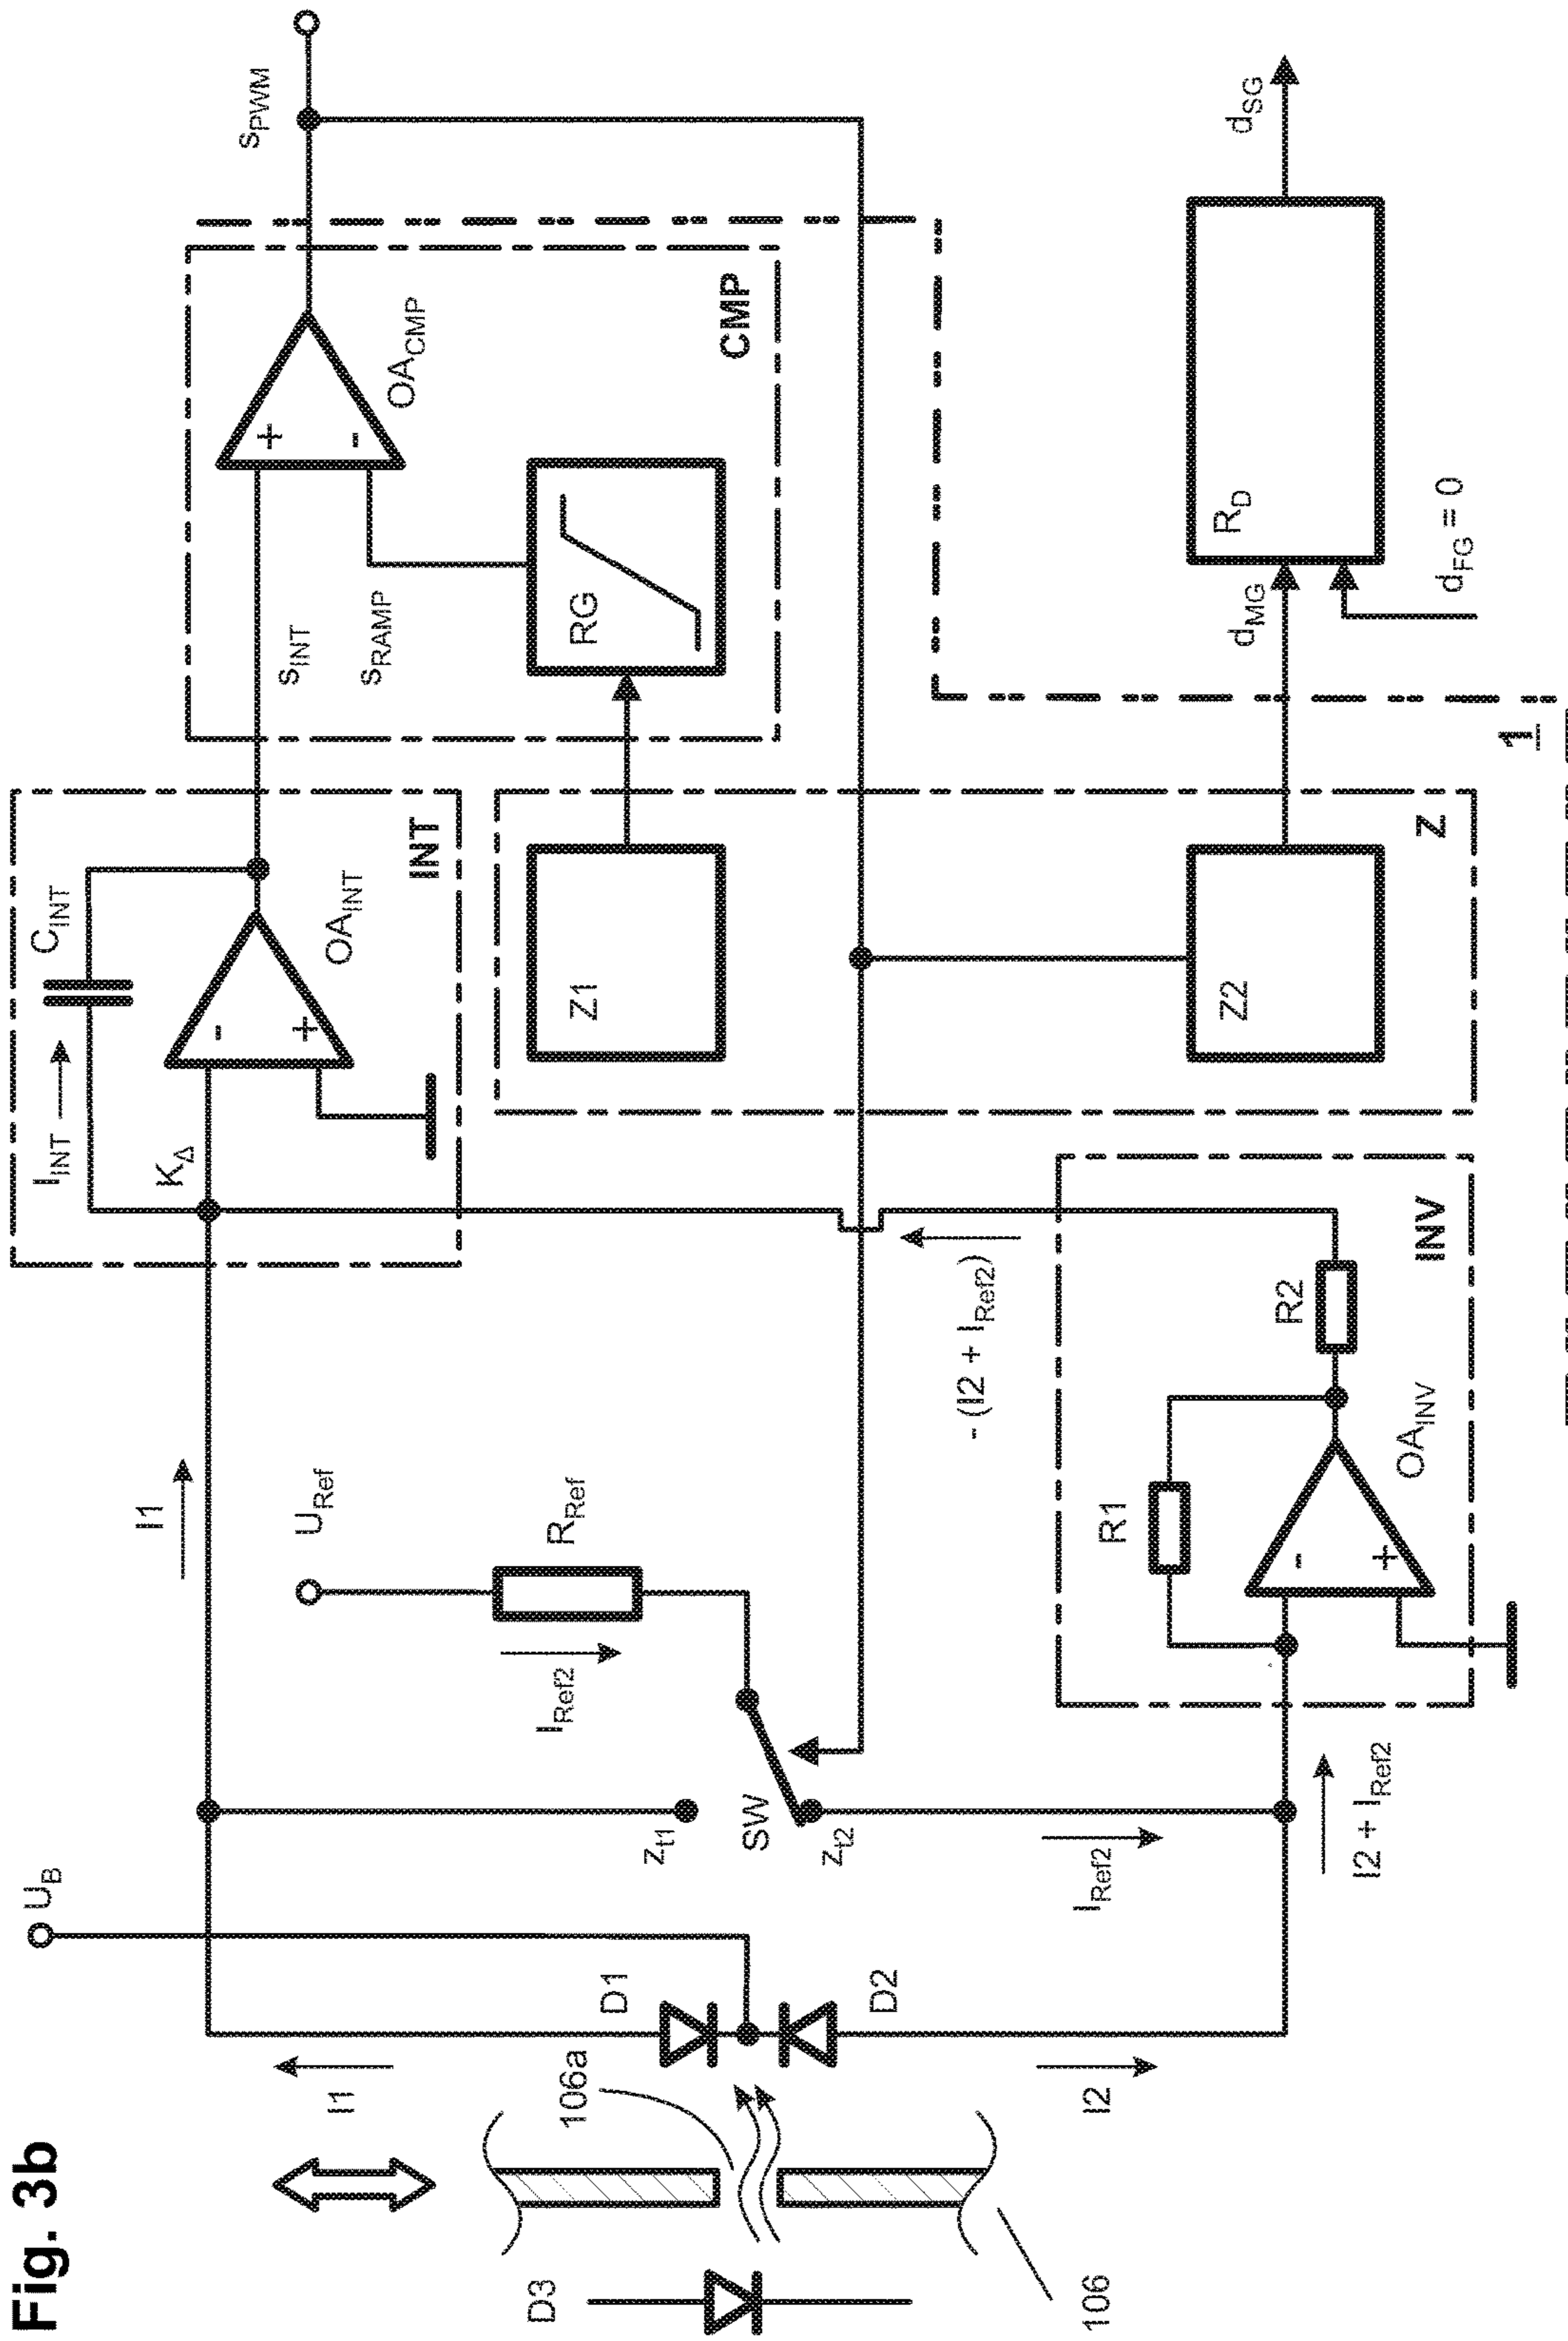 Fig. 3b
U_B
I1
I_INT
C_INT
K_Δ
OA_INT
INT
s_INT
s_RAMP
s_PWM
OA_CMP
CMP
+
-
-
+
I1
U_Ref
R_Ref
I_Ref2
Z1
RG
D3
106a
D1
D2
z_t1
SW
z_t2
- (I2 + I_Ref2)
I_Ref2
I2
106
I2 + I_Ref2
R1
R2
-
+
OA_INV
INV
Z2
Z
d_MG
R_D
d_SG
d_FG = 0
1